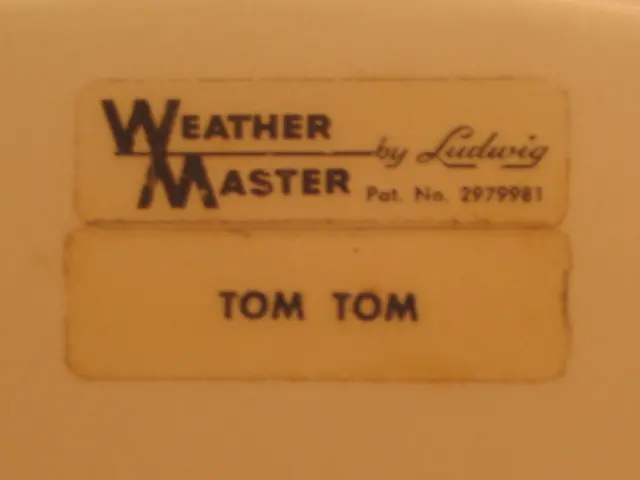 WEATHER
MASTER
by Ludwig
Pat. No. 2979981
TOM TOM